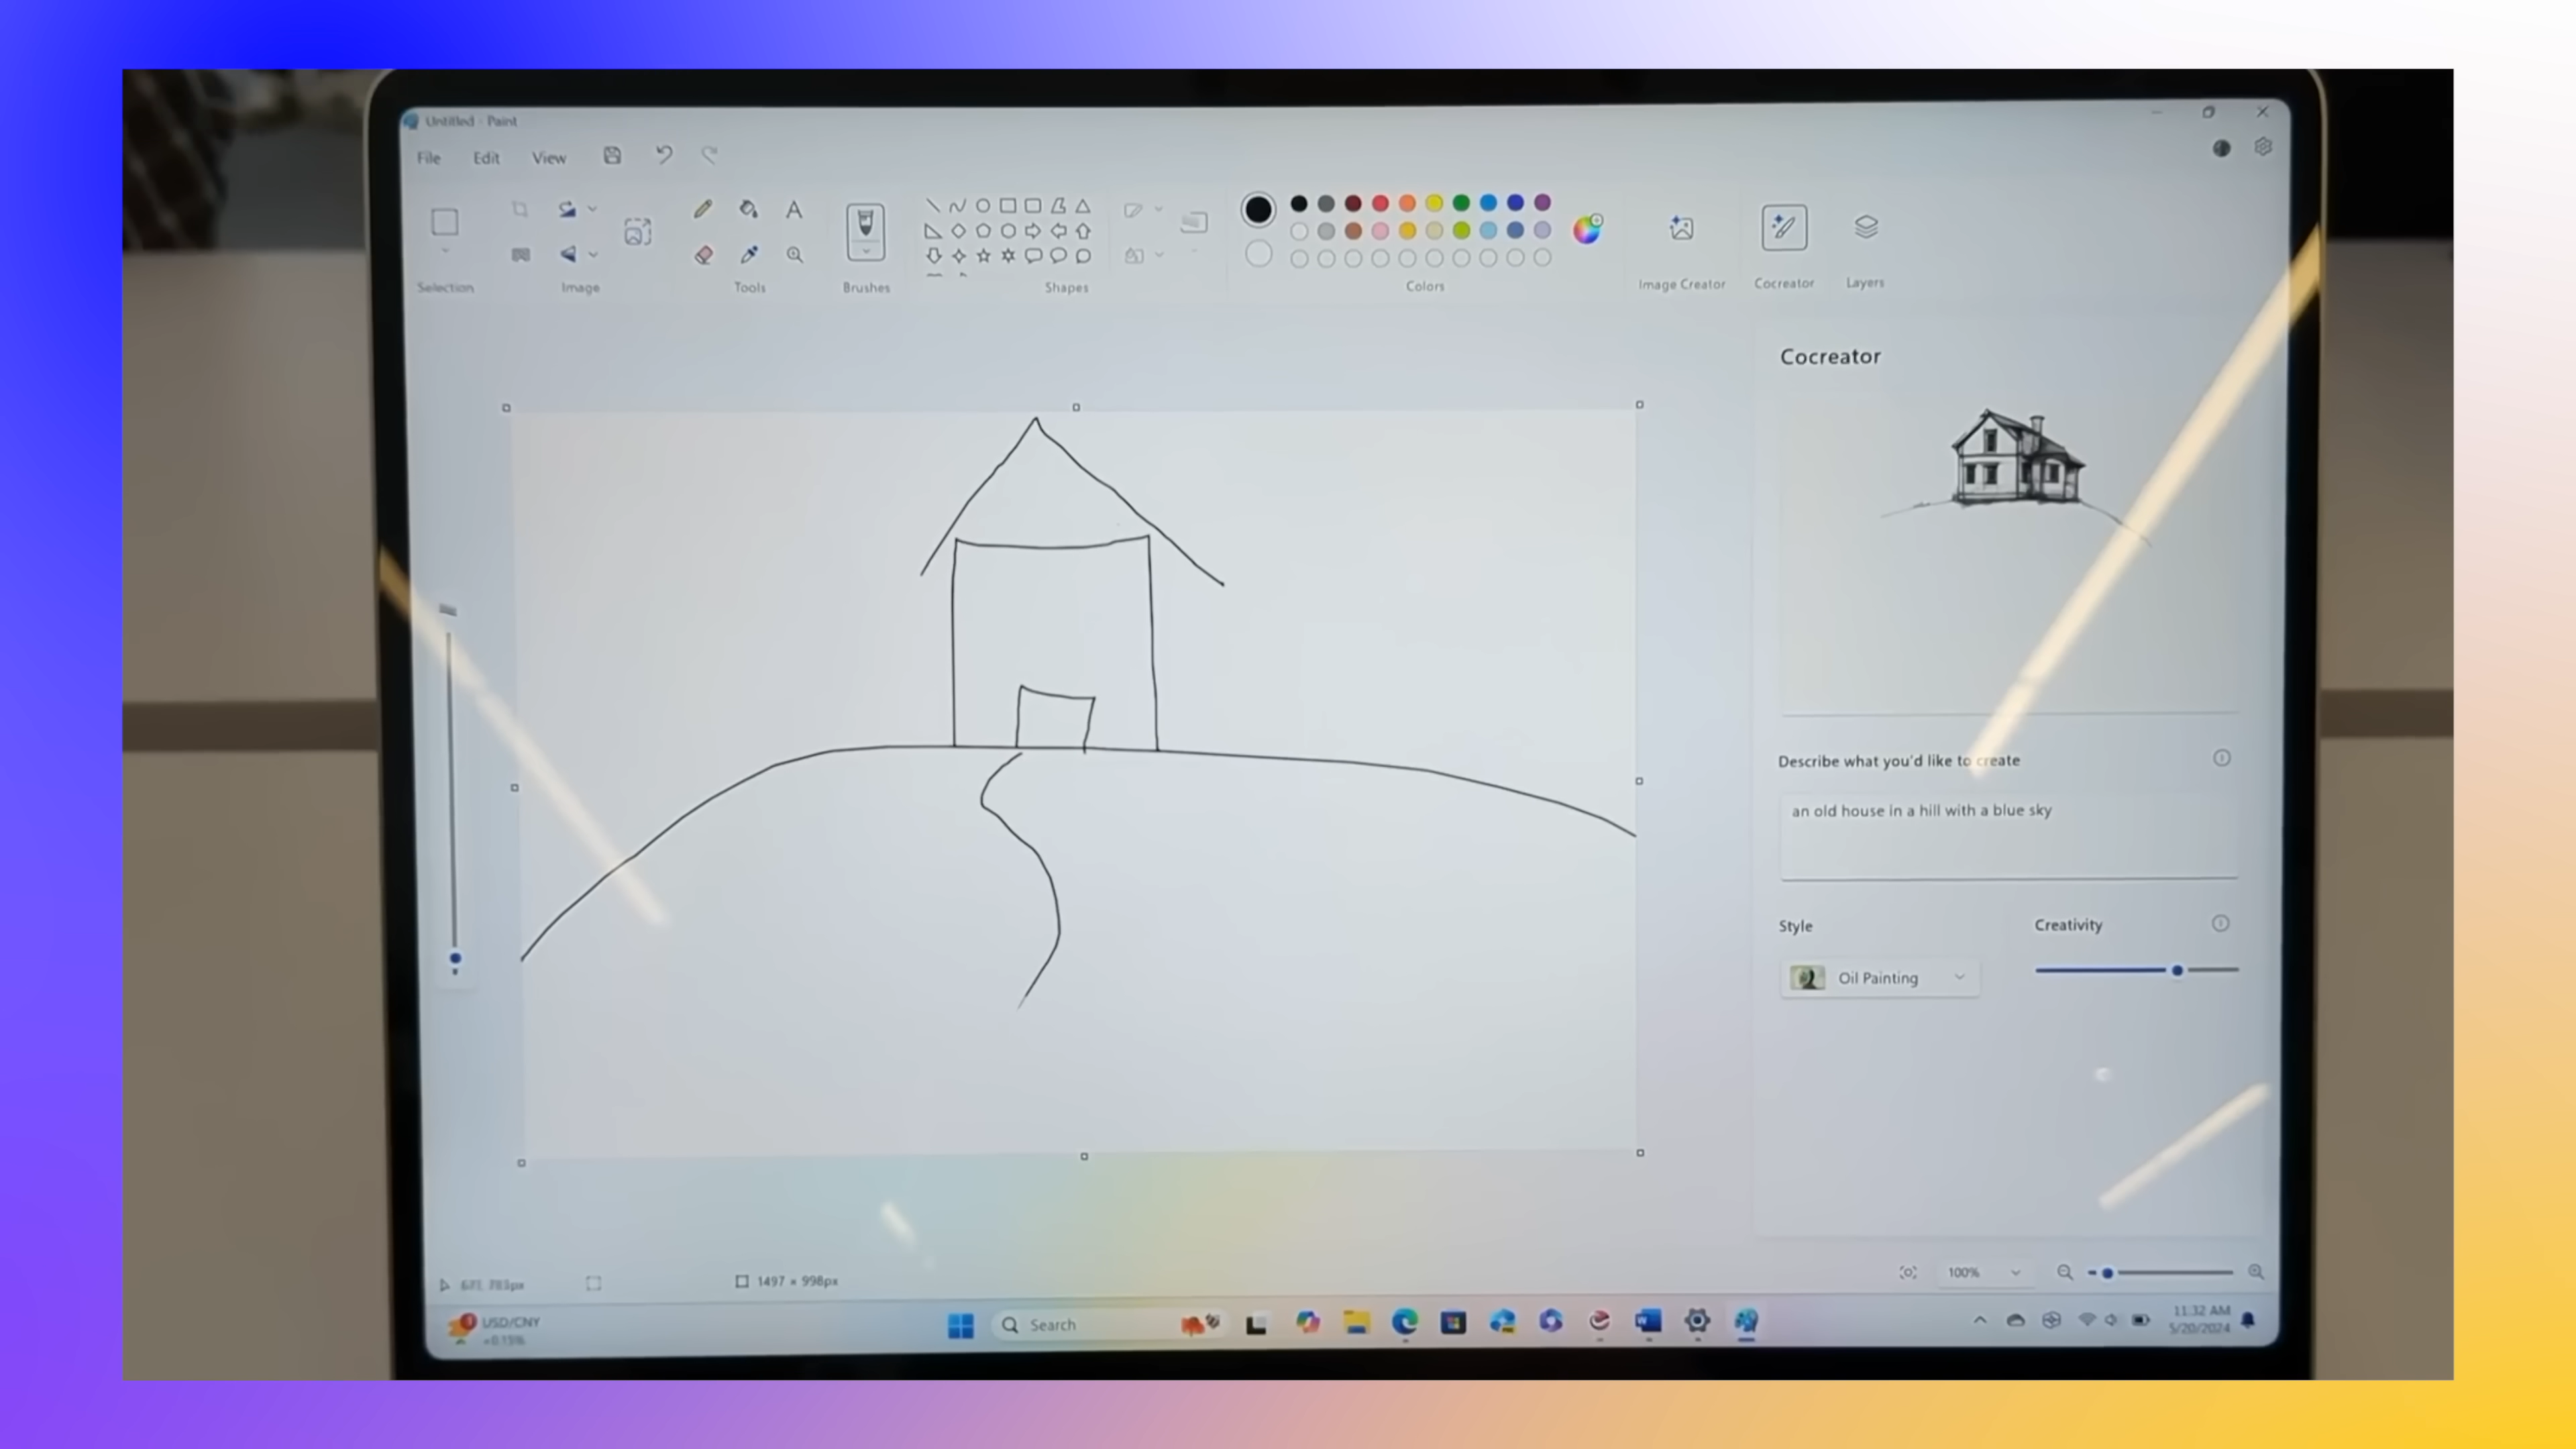 Untitled - Paint
File Edit View
Selection Image Tools Brushes Shapes Colors Image Creator Cocreator Layers
Cocreator
Describe what you'd like to create
an old house in a hill with a blue sky
Style Creativity
Oil Painting
1497 × 998px
100%
USD/CNY
Search
11:32 AM
5/20/2024